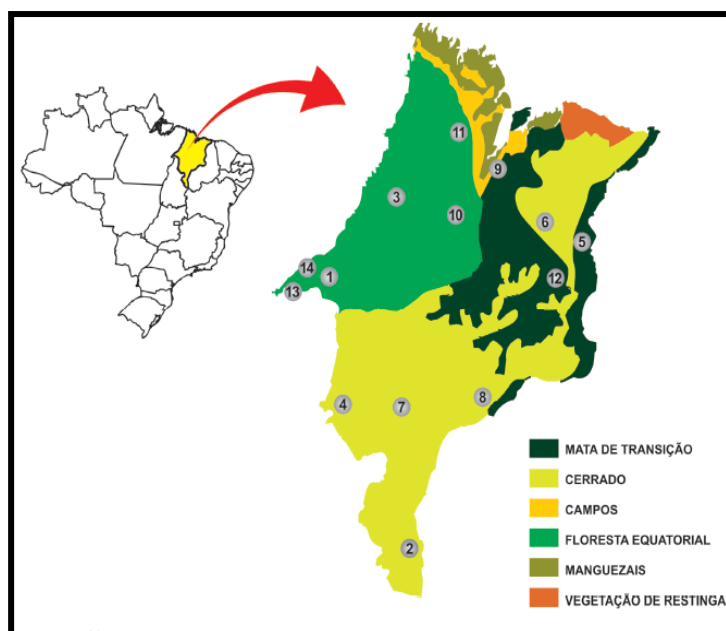 11
9
3
10
6
5
14
1
12
13
4
7
8
2
MATA DE TRANSIÇÃO
CERRADO
CAMPOS
FLORESTA EQUATORIAL
MANGUEZAIS
VEGETAÇÃO DE RESTINGA